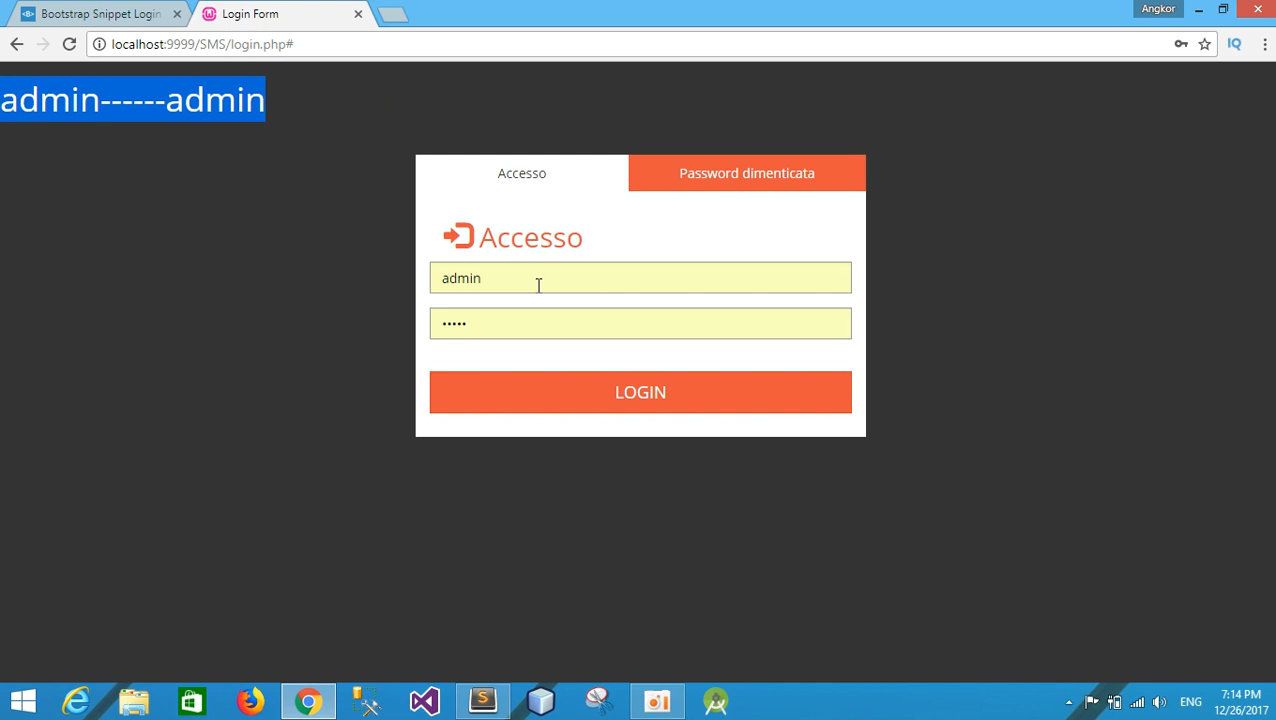 Bootstrap Snippet Login
Login Form
Angkor
localhost:9999/SMS/login.php#
IQ
admin------admin
Accesso
Password dimenticata
Accesso
admin
•••••
LOGIN
ENG
7:14 PM
12/26/2017